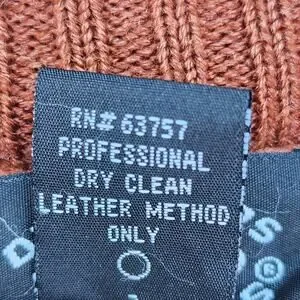 RN# 63757
PROFESSIONAL
DRY CLEAN
LEATHER METHOD
ONLY